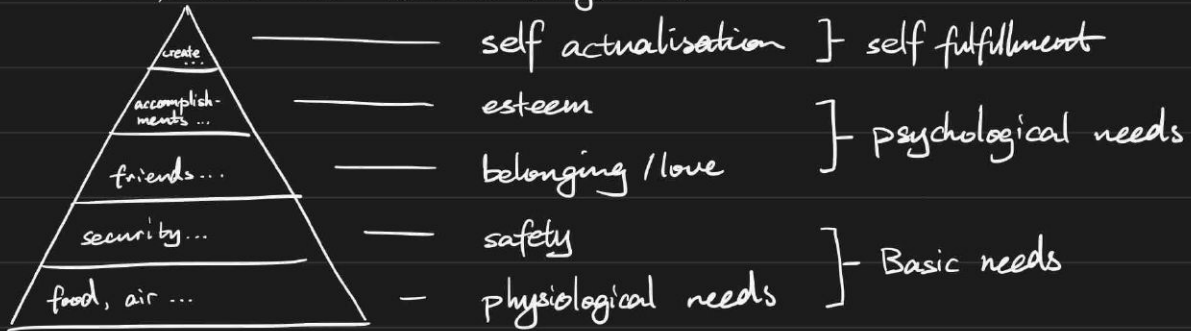 create ... self actualisation } self fulfillment
accomplish-
ments ... esteem
psychological needs
friends... belonging / love
security... safety
Basic needs
food, air ... physiological needs